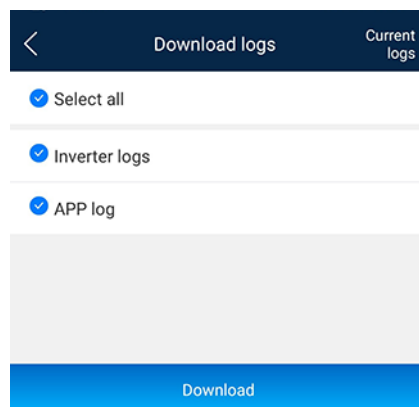 Download logs
Current
logs
Select all
Inverter logs
APP log
Download